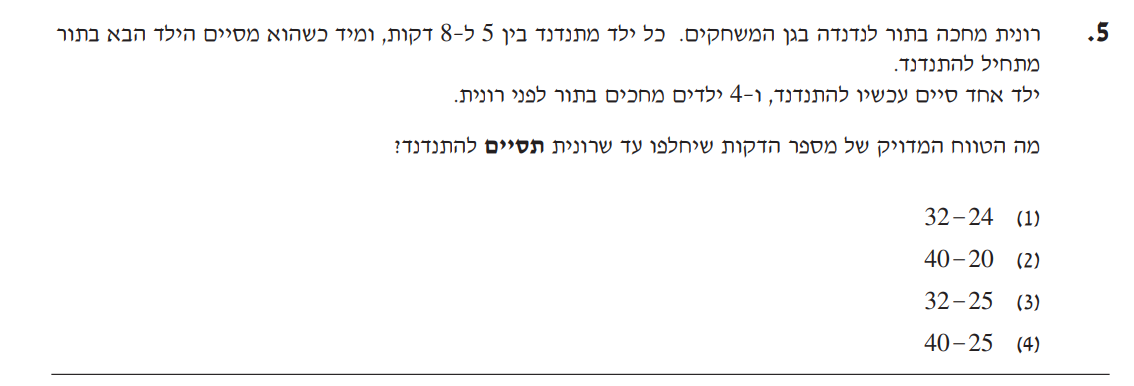 5. רונית מחכה בתור לנדנדה בגן המשחקים. כל ילד מתנדנד בין 5 ל-8 דקות, ומיד כשהוא מסיים הילד הבא בתור
מתחיל להתנדנד.
ילד אחד סיים עכשיו להתנדנד, ו-4 ילדים מחכים בתור לפני רונית.
מה הטווח המדויק של מספר הדקות שיחלפו עד שרונית תסיים להתנדנד?
(1) 24–32
(2) 20–40
(3) 25–32
(4) 25–40